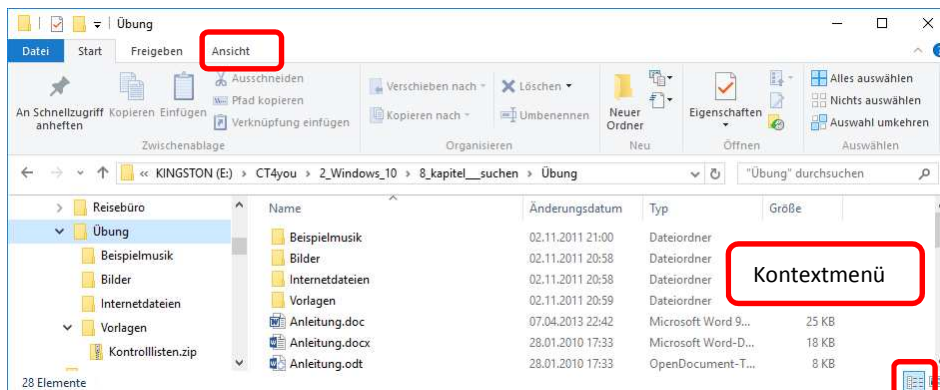 Übung
Datei Start Freigeben Ansicht
An Schnellzugriff anheften
Kopieren
Einfügen
Ausschneiden
Pfad kopieren
Verknüpfung einfügen
Zwischenablage
Verschieben nach
Kopieren nach
Löschen
Umbenennen
Organisieren
Neuer
Ordner
Neu
Eigenschaften
Öffnen
Alles auswählen
Nichts auswählen
Auswahl umkehren
Auswählen
« KINGSTON (E:) › CT4you › 2_Windows_10 › 8_kapitel__suchen › Übung
"Übung" durchsuchen
Reisebüro
Übung
Beispielmusik
Bilder
Internetdateien
Vorlagen
Kontrolllisten.zip
Name Änderungsdatum Typ Größe
Beispielmusik 02.11.2011 21:00 Dateiordner
Bilder 02.11.2011 20:58 Dateiordner
Internetdateien 02.11.2011 20:58 Dateiordner
Vorlagen 02.11.2011 20:59 Dateiordner
Anleitung.doc 07.04.2013 22:42 Microsoft Word 9... 25 KB
Anleitung.docx 28.01.2010 17:33 Microsoft Word-D... 18 KB
Anleitung.odt 28.01.2010 17:33 OpenDocument-T... 8 KB
Kontextmenü
28 Elemente